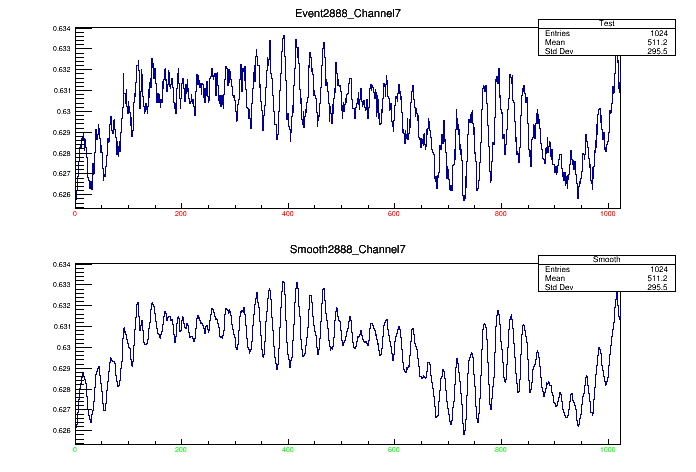 Event2888_Channel7
Test
Entries 1024
Mean 511.2
Std Dev 295.5
0.634
0.633
0.632
0.631
0.63
0.629
0.628
0.627
0.626
0 200 400 600 800 1000
Smooth2888_Channel7
Smooth
Entries 1024
Mean 511.2
Std Dev 295.5
0.634
0.633
0.632
0.631
0.63
0.629
0.628
0.627
0.626
0 200 400 600 800 1000